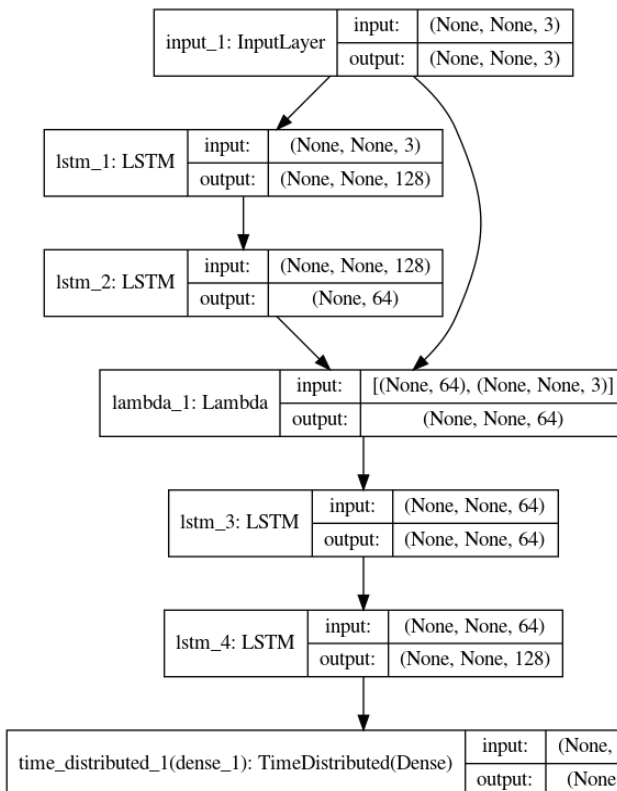 input_1: InputLayer
input: (None, None, 3)
output: (None, None, 3)
lstm_1: LSTM
input: (None, None, 3)
output: (None, None, 128)
lstm_2: LSTM
input: (None, None, 128)
output: (None, 64)
lambda_1: Lambda
input: [(None, 64), (None, None, 3)]
output: (None, None, 64)
lstm_3: LSTM
input: (None, None, 64)
output: (None, None, 64)
lstm_4: LSTM
input: (None, None, 64)
output: (None, None, 128)
time_distributed_1(dense_1): TimeDistributed(Dense)
input: (None,
output: (None